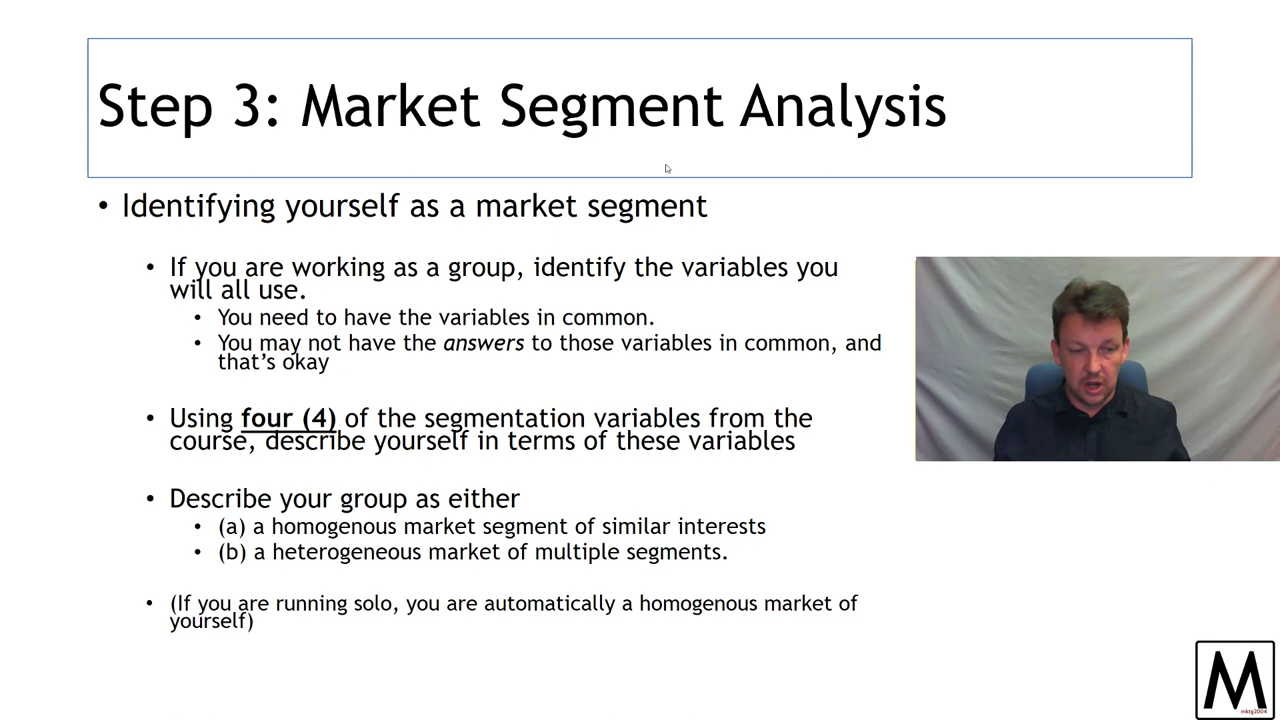 Step 3: Market Segment Analysis
• Identifying yourself as a market segment
• If you are working as a group, identify the variables you
will all use.
• You need to have the variables in common.
• You may not have the answers to those variables in common, and
that's okay
• Using four (4) of the segmentation variables from the
course, describe yourself in terms of these variables
• Describe your group as either
• (a) a homogenous market segment of similar interests
• (b) a heterogeneous market of multiple segments.
• (If you are running solo, you are automatically a homogenous market of
yourself)
M
mktg2004